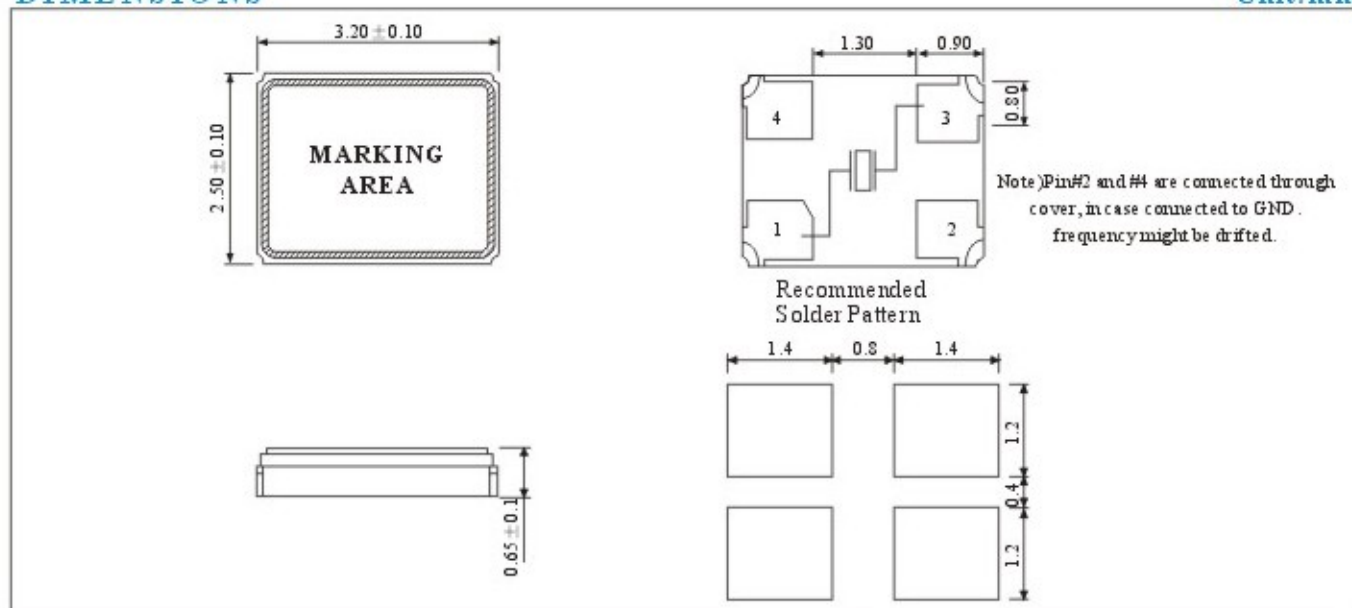 DIMENSIONS
3.20±0.10
2.50±0.10
MARKING
AREA
1.30
0.90
0.80
4
3
1
2
Note)Pin#2 and #4 are connected through
cover, in case connected to GND.
frequency might be drifted.
Recommended
Solder Pattern
1.4
0.8
1.4
1.2
0.4
1.2
0.65±0.1